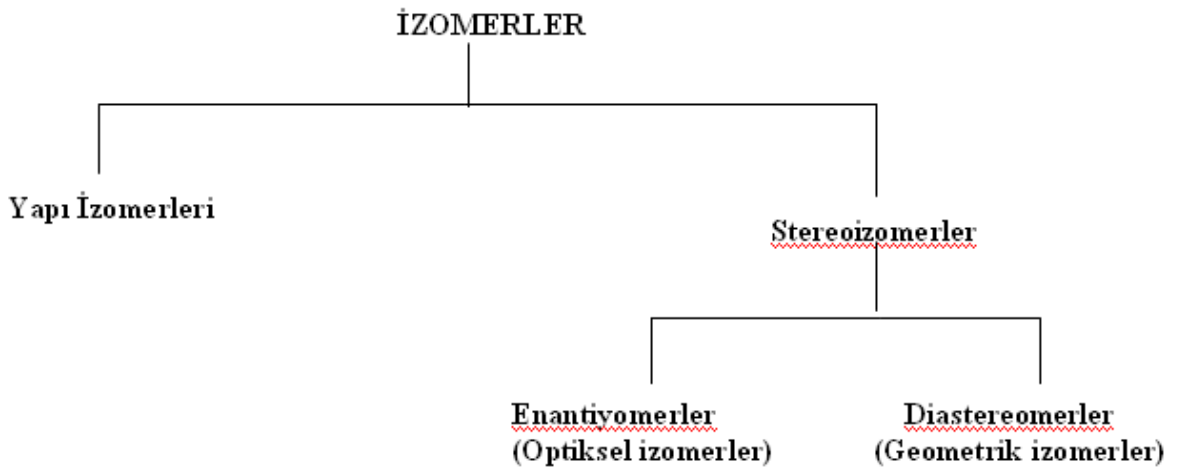 İZOMERLER
Yapı İzomerleri
Stereoizomerler
Enantiyomerler
(Optiksel izomerler)
Diastereomerler
(Geometrik izomerler)